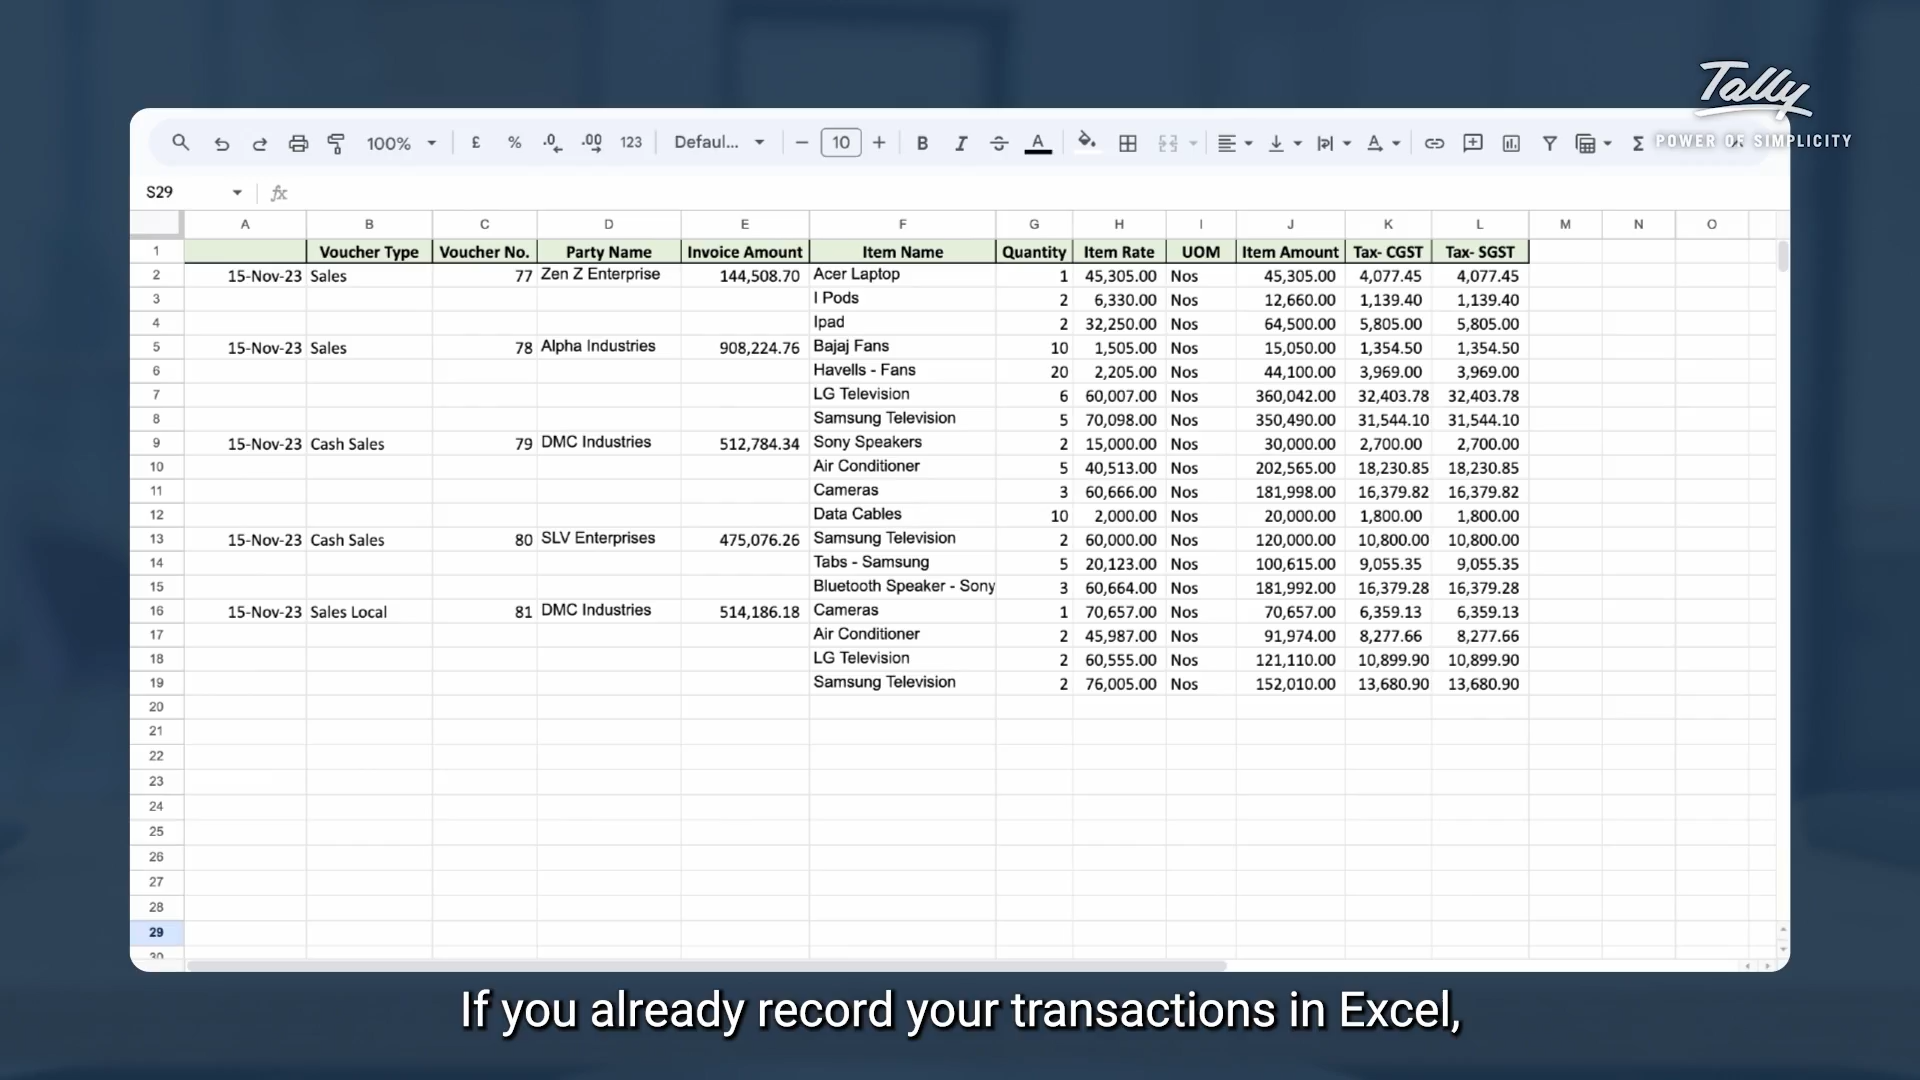 Tally
POWER OF SIMPLICITY
100% £ % .0 .00 123 Defaul... 10 B I S A A Σ
S29 fx
A B C D E F G H I J K L M N O
1 Voucher Type Voucher No. Party Name Invoice Amount Item Name Quantity Item Rate UOM Item Amount Tax- CGST Tax- SGST
2 15-Nov-23 Sales 77 Zen Z Enterprise 144,508.70 Acer Laptop 1 45,305.00 Nos 45,305.00 4,077.45 4,077.45
3 I Pods 2 6,330.00 Nos 12,660.00 1,139.40 1,139.40
4 Ipad 2 32,250.00 Nos 64,500.00 5,805.00 5,805.00
5 15-Nov-23 Sales 78 Alpha Industries 908,224.76 Bajaj Fans 10 1,505.00 Nos 15,050.00 1,354.50 1,354.50
6 Havells - Fans 20 2,205.00 Nos 44,100.00 3,969.00 3,969.00
7 LG Television 6 60,007.00 Nos 360,042.00 32,403.78 32,403.78
8 Samsung Television 5 70,098.00 Nos 350,490.00 31,544.10 31,544.10
9 15-Nov-23 Cash Sales 79 DMC Industries 512,784.34 Sony Speakers 2 15,000.00 Nos 30,000.00 2,700.00 2,700.00
10 Air Conditioner 5 40,513.00 Nos 202,565.00 18,230.85 18,230.85
11 Cameras 3 60,666.00 Nos 181,998.00 16,379.82 16,379.82
12 Data Cables 10 2,000.00 Nos 20,000.00 1,800.00 1,800.00
13 15-Nov-23 Cash Sales 80 SLV Enterprises 475,076.26 Samsung Television 2 60,000.00 Nos 120,000.00 10,800.00 10,800.00
14 Tabs - Samsung 5 20,123.00 Nos 100,615.00 9,055.35 9,055.35
15 Bluetooth Speaker - Sony 3 60,664.00 Nos 181,992.00 16,379.28 16,379.28
16 15-Nov-23 Sales Local 81 DMC Industries 514,186.18 Cameras 1 70,657.00 Nos 70,657.00 6,359.13 6,359.13
17 Air Conditioner 2 45,987.00 Nos 91,974.00 8,277.66 8,277.66
18 LG Television 2 60,555.00 Nos 121,110.00 10,899.90 10,899.90
19 Samsung Television 2 76,005.00 Nos 152,010.00 13,680.90 13,680.90
20
21
22
23
24
25
26
27
28
29
30
If you already record your transactions in Excel,